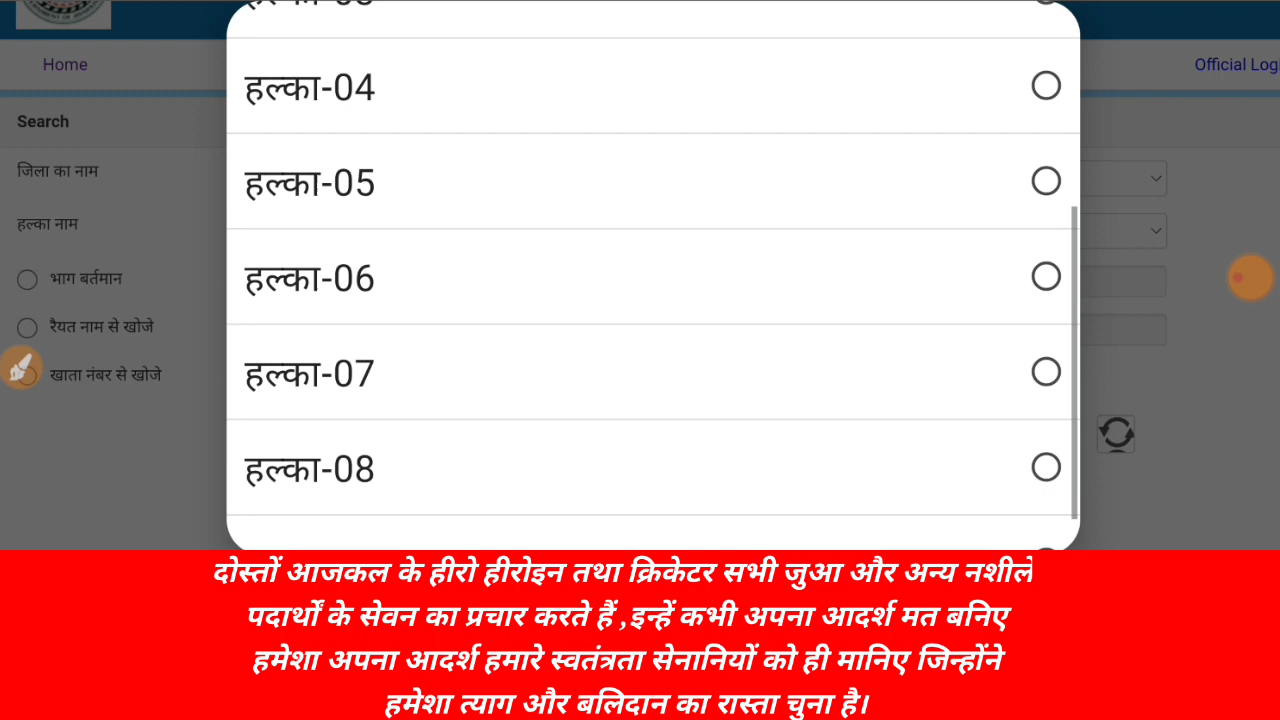 Home
Official Log
Search
जिला का नाम
हल्का नाम
भाग बर्तमान
रैयत नाम से खोजे
खाता नंबर से खोजे
हल्का-04
हल्का-05
हल्का-06
हल्का-07
हल्का-08
दोस्तों आजकल के हीरो हीरोइन तथा क्रिकेटर सभी जुआ और अन्य नशीले
पदार्थों के सेवन का प्रचार करते हैं ,इन्हें कभी अपना आदर्श मत बनिए
हमेशा अपना आदर्श हमारे स्वतंत्रता सेनानियों को ही मानिए जिन्होंने
हमेशा त्याग और बलिदान का रास्ता चुना है।